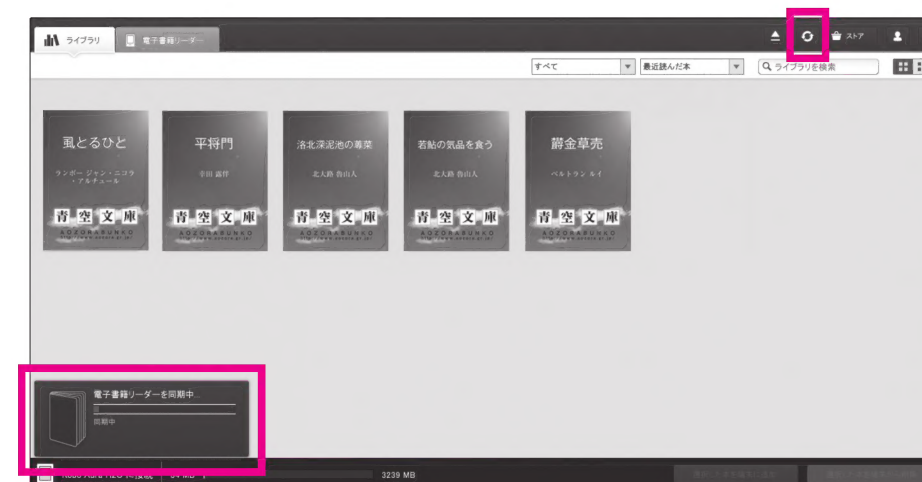 ライブラリ
電子書籍リーダー
ストア
すべて
最近読んだ本
ライブラリを検索
虱とるひと
ランボー ジャン・ニコラ
・アルチュール
青空文庫
AOZORABUNKO
平将門
幸田 露伴
青空文庫
AOZORABUNKO
洛北深泥池の蓴菜
北大路 魯山人
青空文庫
AOZORABUNKO
若鮎の気品を食う
北大路 魯山人
青空文庫
AOZORABUNKO
欝金草売
ベルトラン ルイ
青空文庫
AOZORABUNKO
電子書籍リーダーを同期中...
同期中
3239 MB